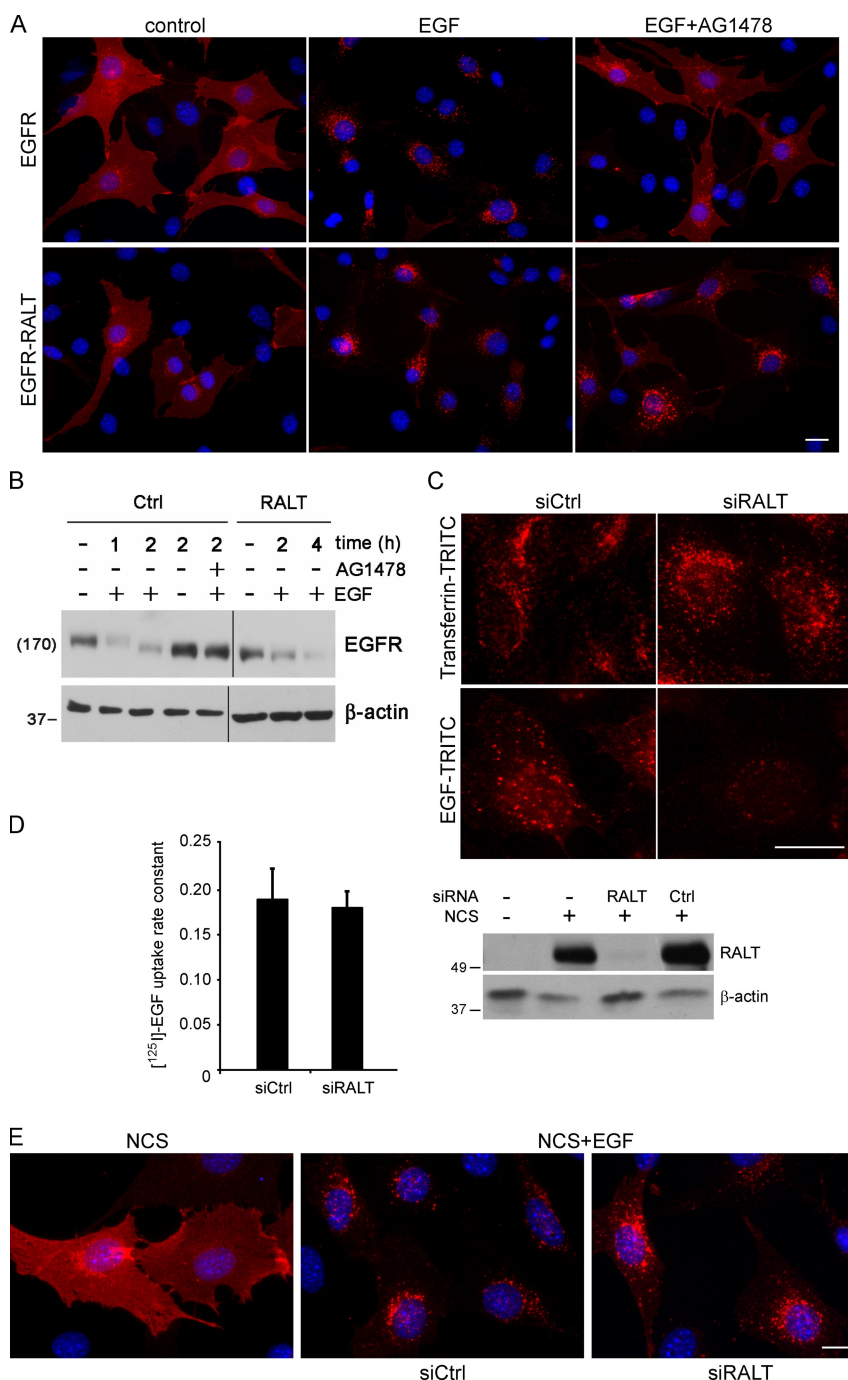 A
control EGF EGF+AG1478
EGFR
EGFR-RALT
B
Ctrl RALT
– 1 2 2 2 – 2 4 time (h)
– – – – + – – – AG1478
– + + – + – + + EGF
(170) EGFR
37– β-actin
C
siCtrl siRALT
Transferrin-TRITC
EGF-TRITC
siRNA - - RALT Ctrl
NCS - + + +
RALT
49 –
β-actin
37 –
D
[¹²⁵I]-EGF uptake rate constant
0.25
0.20
0.15
0.10
0.05
0
siCtrl siRALT
E
NCS NCS+EGF
siCtrl siRALT